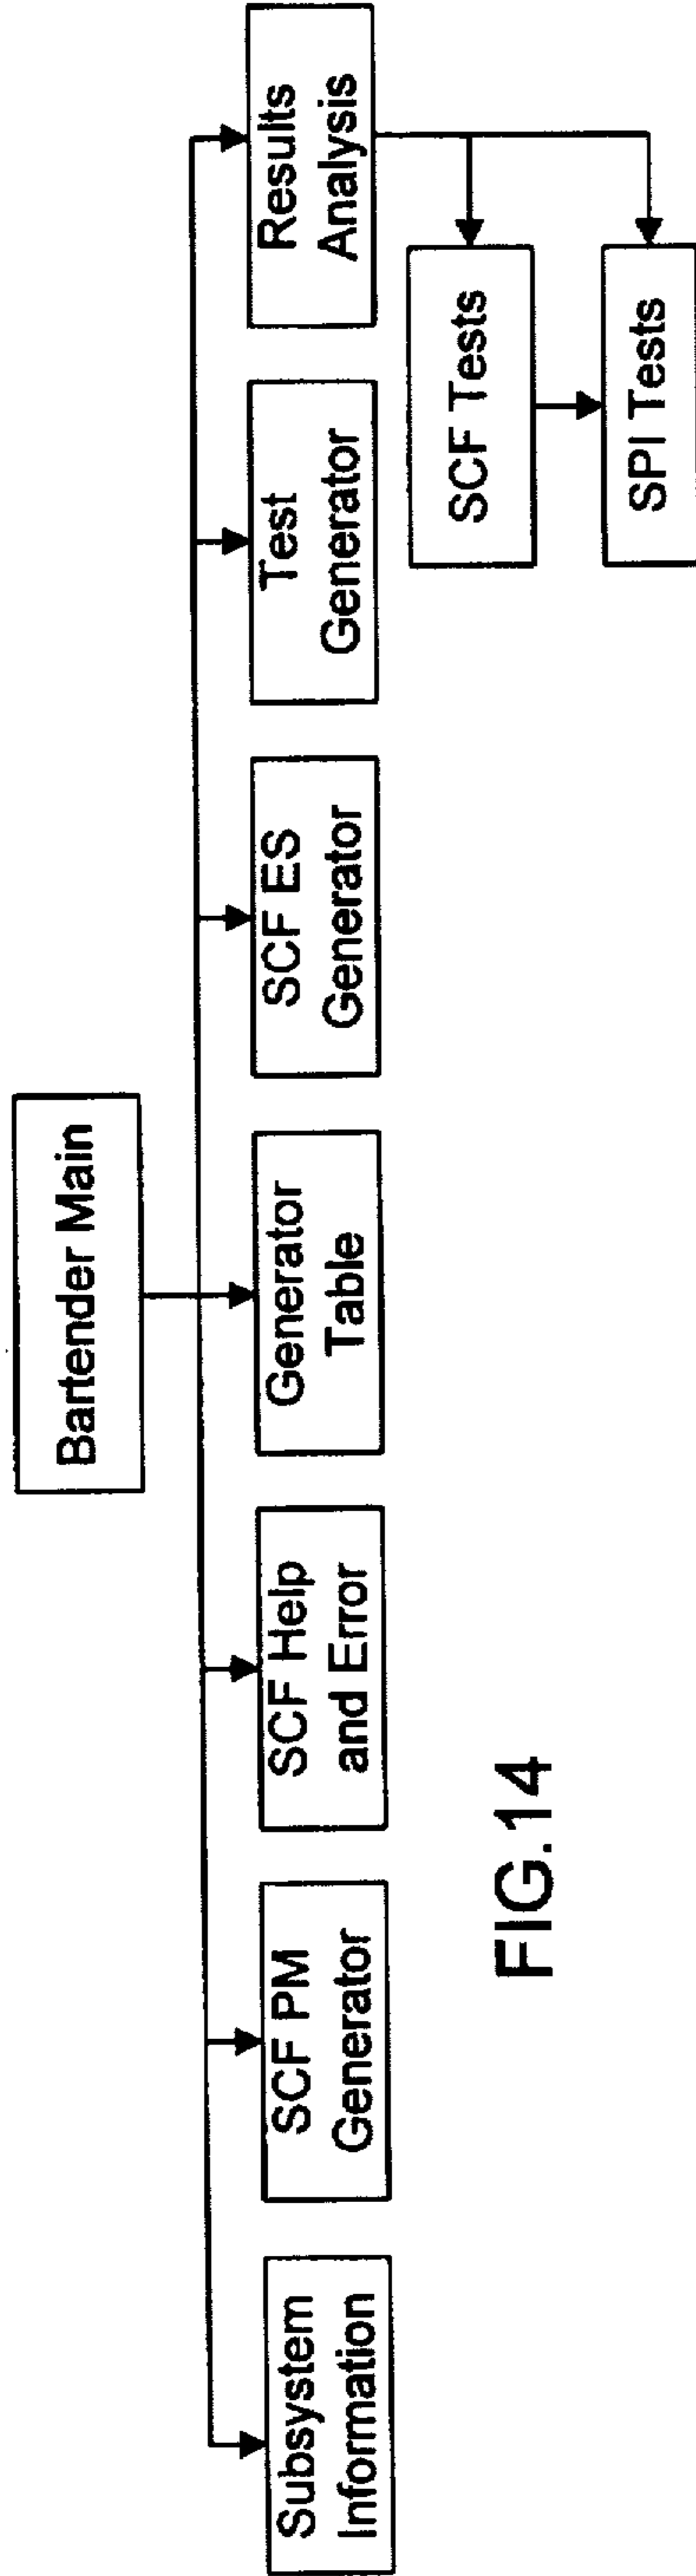 Bartender Main
Subsystem
Information
SCF PM
Generator
SCF Help
and Error
Generator
Table
SCF ES
Generator
Test
Generator
Results
Analysis
SCF Tests
SPI Tests
FIG.14